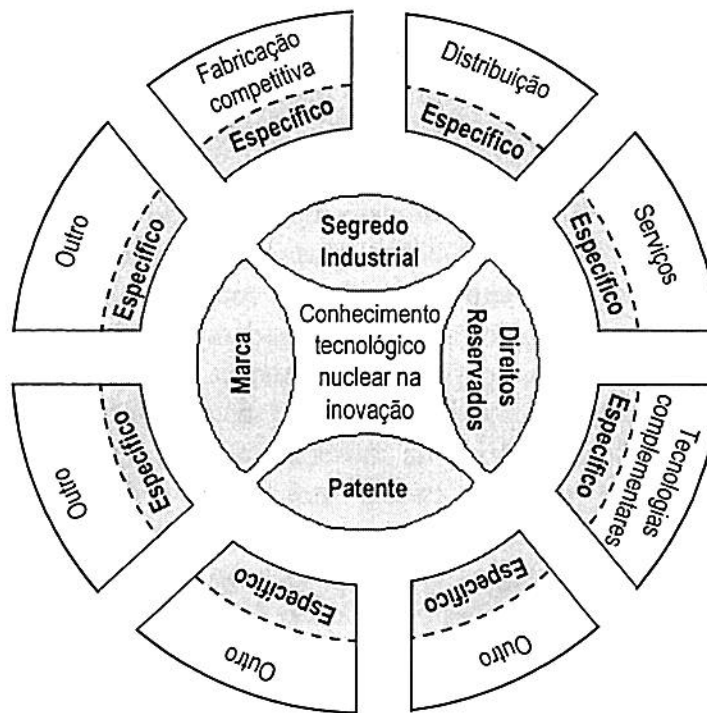 Fabricação
competitiva
Específico
Distribuição
Específico
Serviços
Específico
Tecnologias
complementares
Específico
Outro
Específico
Outro
Específico
Outro
Específico
Outro
Específico
Segredo
Industrial
Direitos
Reservados
Patente
Marca
Conhecimento
tecnológico
nuclear na
inovação